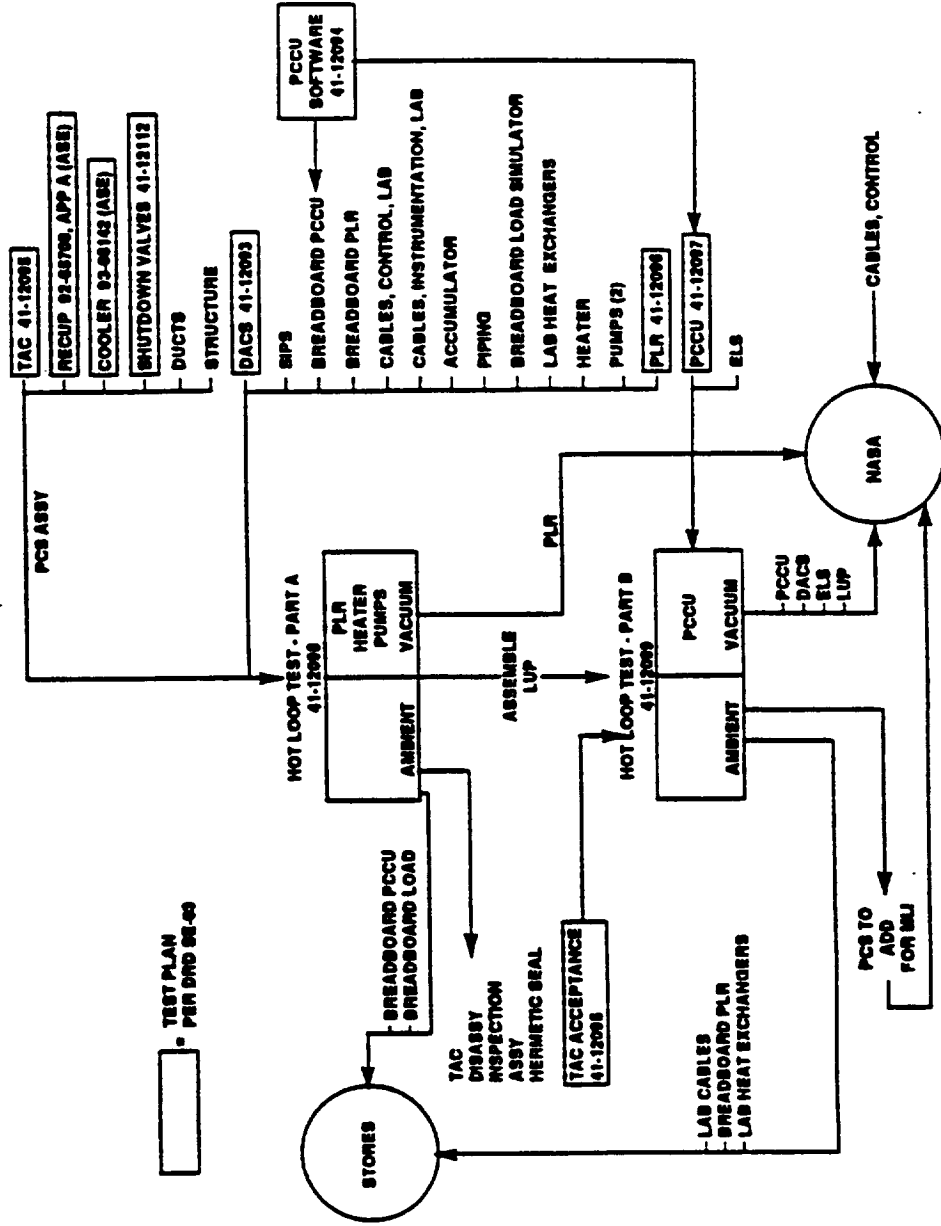 TEST PLAN
= PER DRD SE-03
PCS ASSY
TAC 41-12095
RECUP 92-65700, APP A (ASE)
COOLER 93-66142 (ASE)
SHUTDOWN VALVES 41-12112
DUCTS
STRUCTURE
DACS 41-12093
SIPS
BREADBOARD PCCU
BREADBOARD PLR
CABLES, CONTROL, LAB
CABLES, INSTRUMENTATION, LAB
ACCUMULATOR
PIPING
BREADBOARD LOAD SIMULATOR
LAB HEAT EXCHANGERS
HEATER
PUMPS (2)
PLR 41-12096
PCCU 41-12097
ELS
PCCU
SOFTWARE
41-12094
HOT LOOP TEST - PART A
41-12098
PLR
HEATER
PUMPS
AMBIENT
VACUUM
BREADBOARD PCCU
BREADBOARD LOAD
STORES
TAC
DISASSY
INSPECTION
ASSY
HERMETIC SEAL
ASSEMBLE
LUP
PLR
TAC ACCEPTANCE
41-12095
HOT LOOP TEST - PART B
41-12099
PCCU
AMBIENT
VACUUM
LAB CABLES
BREADBOARD PLR
LAB HEAT EXCHANGERS
PCS TO
ADD
FOR MLI
PCCU
DACS
ELS
LUP
NASA
CABLES, CONTROL